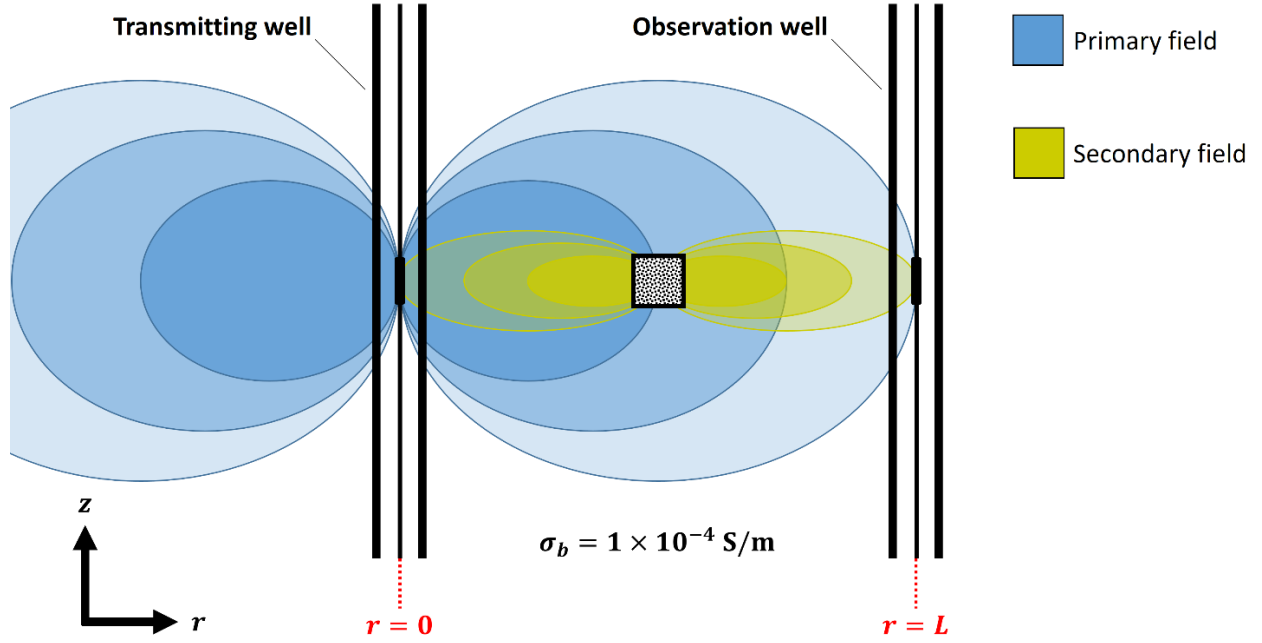 Transmitting well
Observation well
Primary field
Secondary field
z
r
σ_b = 1 × 10⁻⁴ S/m
r = 0
r = L